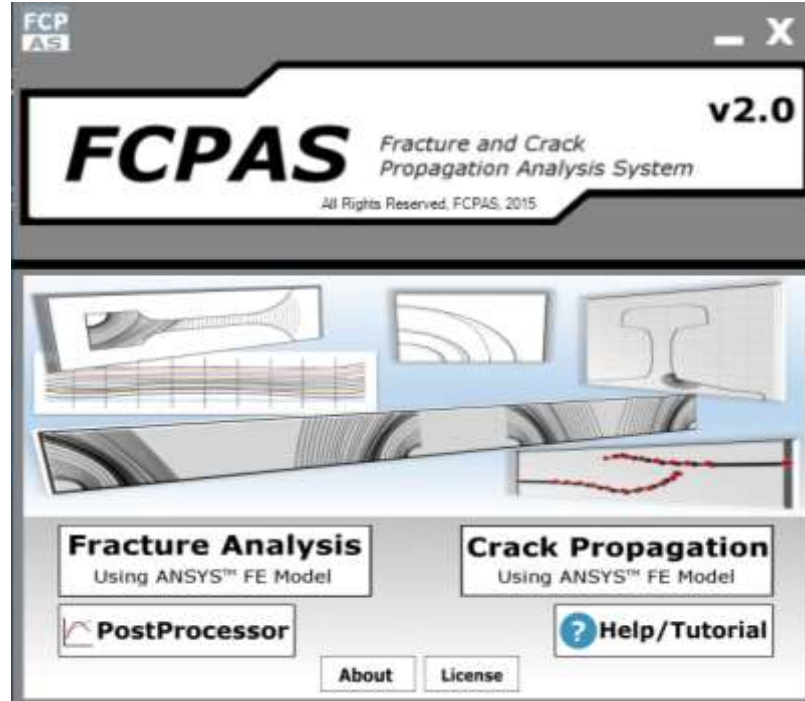 FCP
AS
v2.0
FCPAS
Fracture and Crack
Propagation Analysis System
All Rights Reserved, FCPAS, 2015
Fracture Analysis
Using ANSYS™ FE Model
Crack Propagation
Using ANSYS™ FE Model
PostProcessor
? Help/Tutorial
About
License